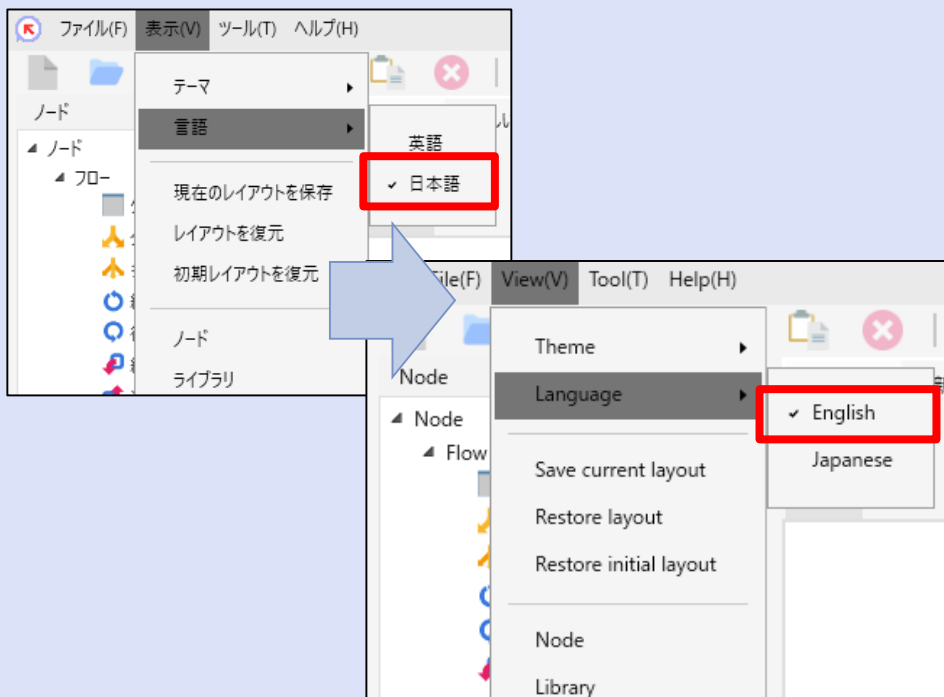 ファイル(F) 表示(V) ツール(T) ヘルプ(H)
テーマ
ノード
言語
英語
ノード
✓ 日本語
フロー
現在のレイアウトを保存
レイアウトを復元
初期レイアウトを復元
ノード
ライブラリ
View(V) Tool(T) Help(H)
Theme
Node
Language
✓ English
Node
Flow
Japanese
Save current layout
Restore layout
Restore initial layout
Node
Library